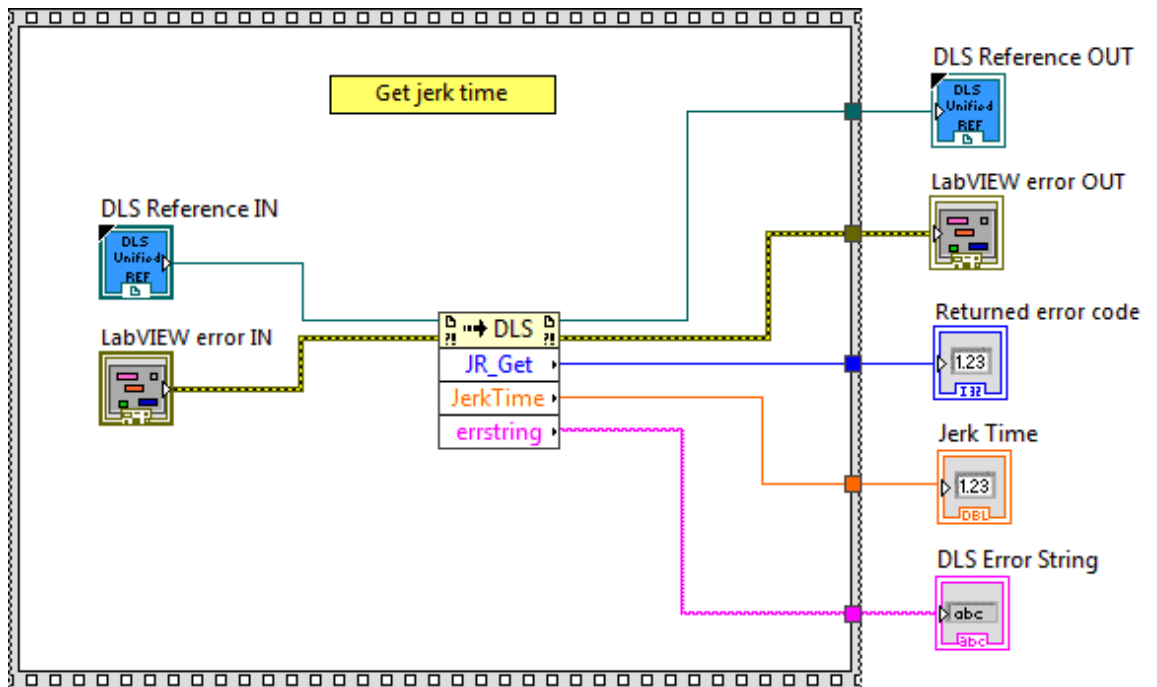 Get jerk time
DLS Reference OUT
DLS
Unified
REF
LabVIEW error OUT
DLS Reference IN
DLS
Unified
REF
LabVIEW error IN
?! DLS ?!
JR_Get
JerkTime
errstring
Returned error code
1.23
I32
Jerk Time
1.23
DBL
DLS Error String
abc
abc